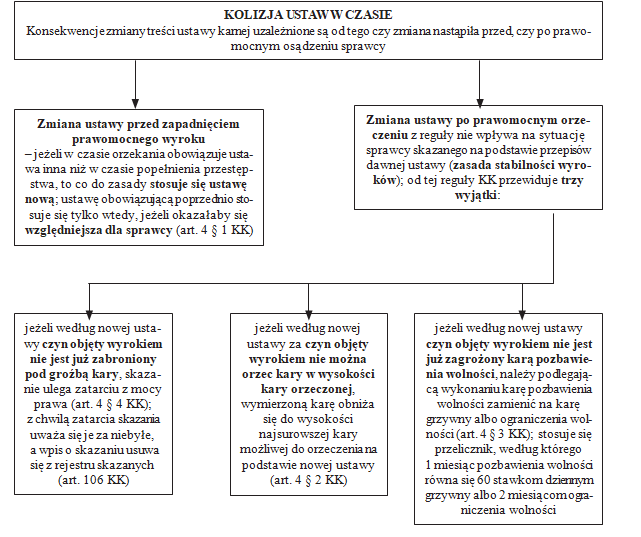 KOLIZJA USTAW W CZASIE
Konsekwencje zmiany treści ustawy karnej uzależnione są od tego czy zmiana nastąpiła przed, czy po prawo-
mocnym osądzeniu sprawcy
Zmiana ustawy przed zapadnięciem
prawomocnego wyroku
– jeżeli w czasie orzekania obowiązuje usta-
wa inna niż w czasie popełnienia przestęp-
stwa, to co do zasady stosuje się ustawę
nową; ustawę obowiązującą poprzednio sto-
suje się tylko wtedy, jeżeli okazałaby się
względniejsza dla sprawcy (art. 4 § 1 KK)
Zmiana ustawy po prawomocnym orze-
czeniu z reguły nie wpływa na sytuację
sprawcy skazanego na podstawie przepisów
dawnej ustawy (zasada stabilności wyro-
ków); od tej reguły KK przewiduje trzy
wyjątki:
jeżeli według nowej usta-
wy czyn objęty wyrokiem
nie jest już zabroniony
pod groźbą kary, skaza-
nie ulega zatarciu z mocy
prawa (art. 4 § 4 KK);
z chwilą zatarcia skazania
uważa się je za niebyłe,
a wpis o skazaniu usuwa
się z rejestru skazanych
(art. 106 KK)
jeżeli według nowej
ustawy za czyn objęty
wyrokiem nie można
orzec kary w wysokości
kary orzeczonej,
wymierzoną karę obniża
się do wysokości
najsurowszej kary
możliwej do orzeczenia na
podstawie nowej ustawy
(art. 4 § 2 KK)
jeżeli według nowej ustawy
czyn objęty wyrokiem nie jest
już zagrożony karą pozbawie-
nia wolności, należy podlegają-
cą wykonaniu karę pozbawienia
wolności zamienić na karę
grzywny albo ograniczenia wol-
ności (art. 4 § 3 KK); stosuje się
przelicznik, według którego
1 miesiąc pozbawienia wolności
równa się 60 stawkom dziennym
grzywny albo 2 miesiącom ogra-
niczenia wolności